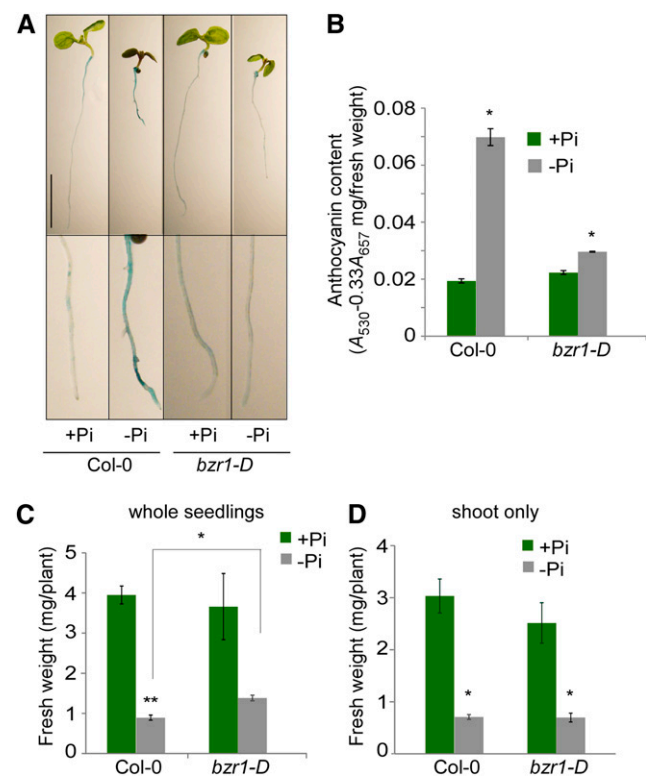 A
+Pi -Pi +Pi -Pi
Col-0 bzr1-D
B
Anthocyanin content
(A530-0.33A657 mg/fresh weight)
0.08
0.06
0.04
0.02
0
+Pi
-Pi
*
*
Col-0 bzr1-D
C
whole seedlings
Fresh weight (mg/plant)
5
4
3
2
1
0
+Pi
-Pi
*
**
Col-0 bzr1-D
D
shoot only
Fresh weight (mg/plant)
4
3
2
1
0
+Pi
-Pi
*
*
Col-0 bzr1-D